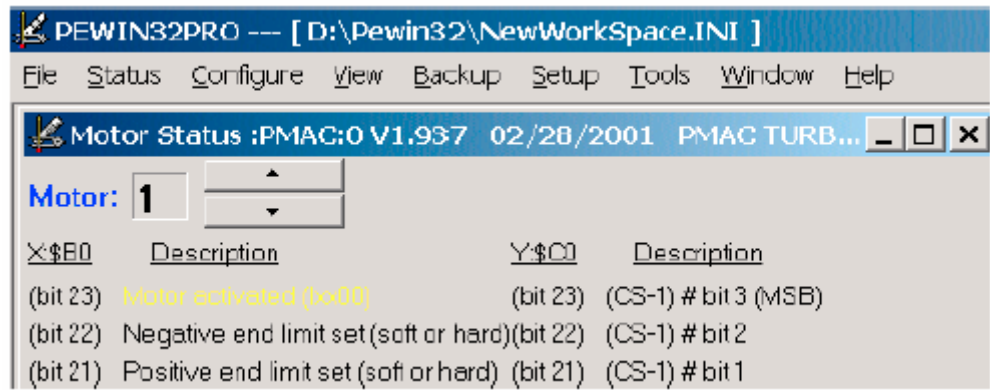 PEWIN32PRO --- [ D:\Pewin32\NewWorkSpace.INI ]
File Status Configure View Backup Setup Tools Window Help
Motor Status :PMAC:0 V1.937 02/28/2001 PMAC TURB...
Motor: 1
X:$B0 Description Y:$C0 Description
(bit 23) Motor activated (Ixx00) (bit 23) (CS-1) # bit 3 (MSB)
(bit 22) Negative end limit set (soft or hard) (bit 22) (CS-1) # bit 2
(bit 21) Positive end limit set (soft or hard) (bit 21) (CS-1) # bit 1